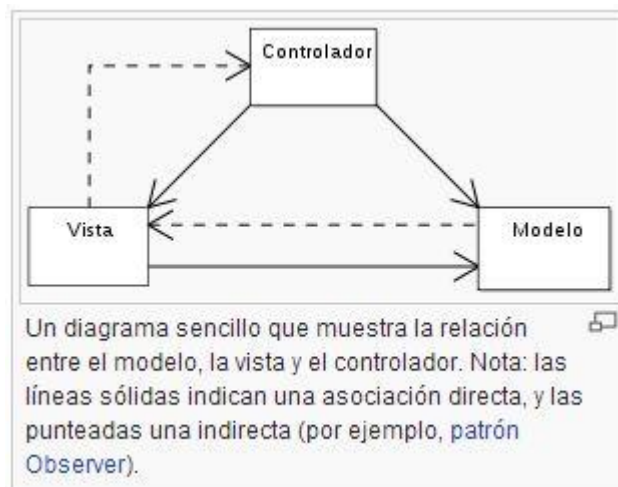 Controlador
Vista
Modelo
Un diagrama sencillo que muestra la relación
entre el modelo, la vista y el controlador. Nota: las
líneas sólidas indican una asociación directa, y las
punteadas una indirecta (por ejemplo, patrón
Observer).